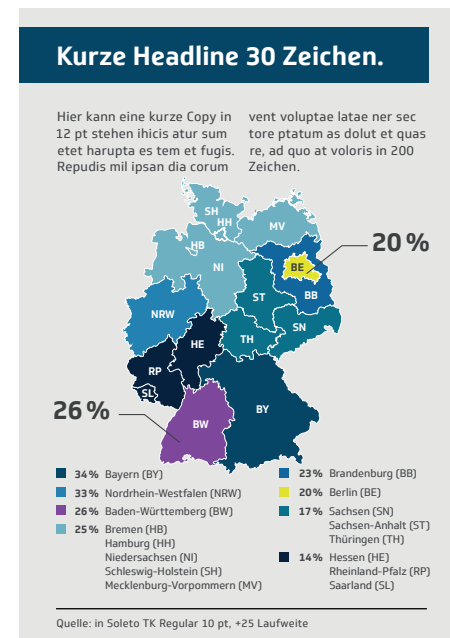 Kurze Headline 30 Zeichen.
Hier kann eine kurze Copy in
12 pt stehen ihicis atur sum
etet harupta es tem et fugis.
Repudis mil ipsan dia corum
vent voluptae latae ner sec
tore ptatum as dolut et quas
re, ad quo at voloris in 200
Zeichen.
SH
HH
MV
HB
NI
20 %
BE
ST
BB
NRW
SN
HE
TH
RP
SL
26 %
BW
BY
34 % Bayern (BY)
33 % Nordrhein-Westfalen (NRW)
26 % Baden-Württemberg (BW)
25 % Bremen (HB)
Hamburg (HH)
Niedersachsen (NI)
Schleswig-Holstein (SH)
Mecklenburg-Vorpommern (MV)
23 % Brandenburg (BB)
20 % Berlin (BE)
17 % Sachsen (SN)
Sachsen-Anhalt (ST)
Thüringen (TH)
14 % Hessen (HE)
Rheinland-Pfalz (RP)
Saarland (SL)
Quelle: in Soleto TK Regular 10 pt, +25 Laufweite